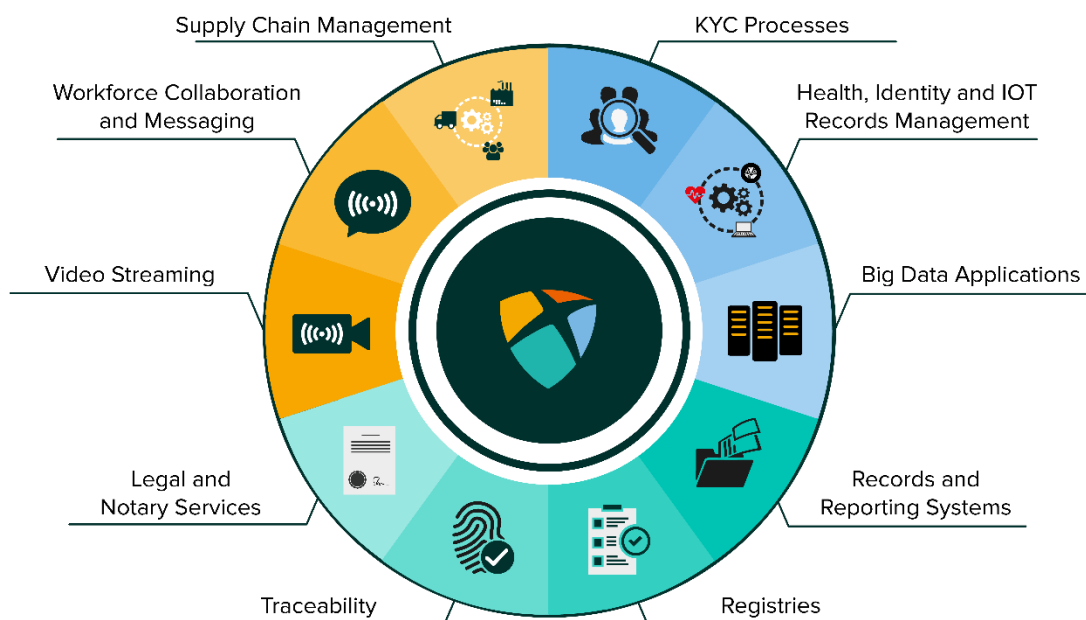 Supply Chain Management
KYC Processes
Workforce Collaboration
and Messaging
Health, Identity and IOT
Records Management
Video Streaming
Big Data Applications
Legal and
Notary Services
Records and
Reporting Systems
Traceability
Registries